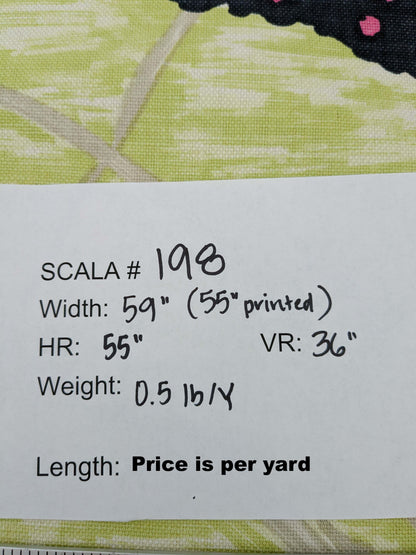 SCALA # 198
Width: 59" (55" printed)
HR: 55" VR: 36"
Weight: 0.5 lb/Y
Length: Price is per yard